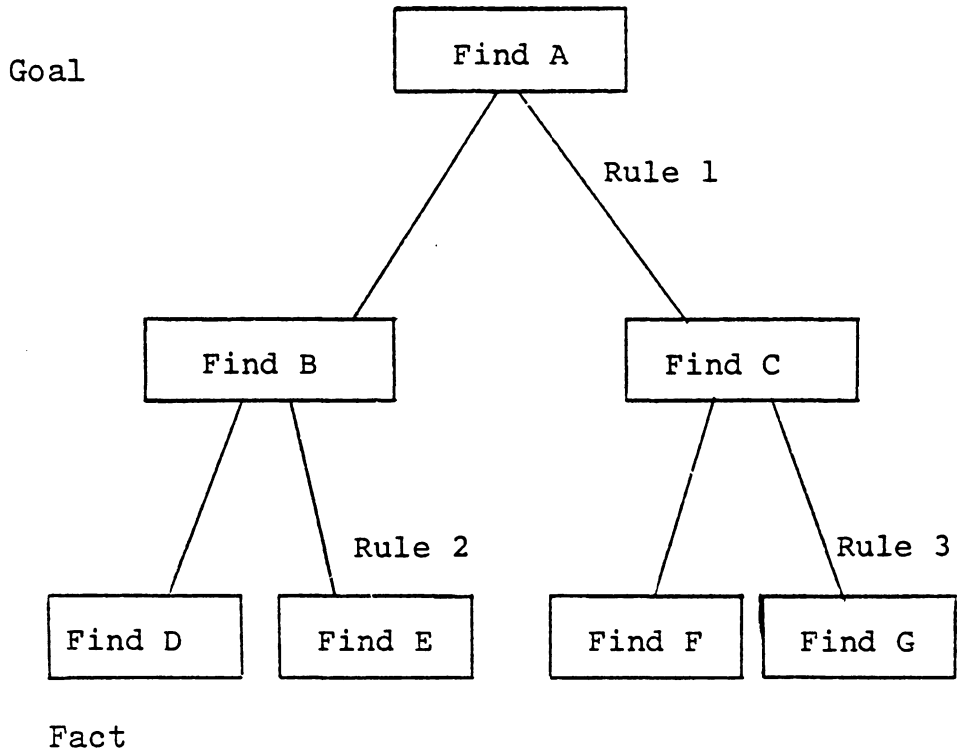 Find A
Goal
Rule 1
Find B
Find C
Rule 2
Rule 3
Find D
Find E
Find F
Find G
Fact